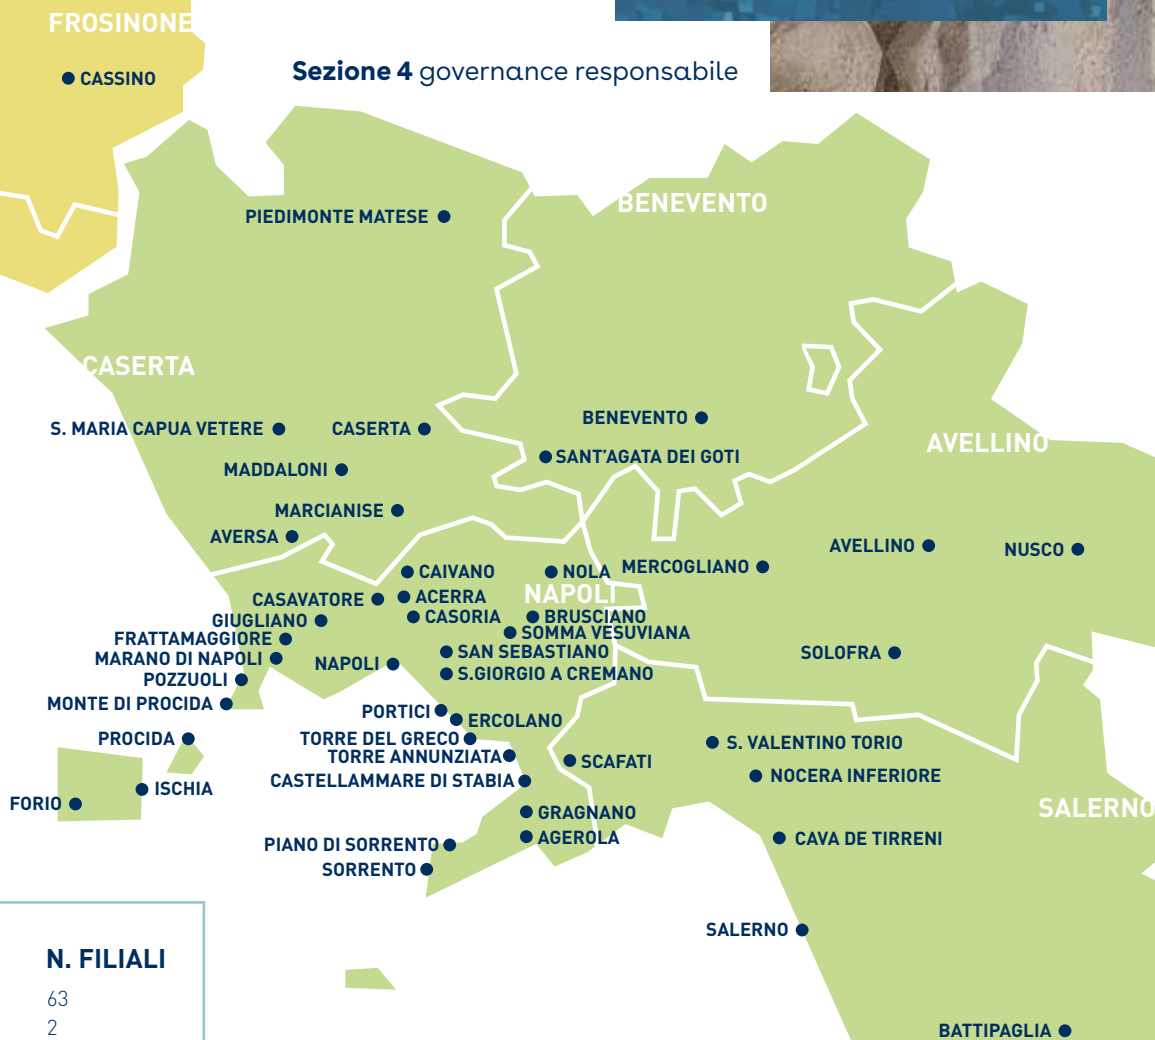 FROSINONE
CASSINO
Sezione 4 governance responsabile
BENEVENTO
PIEDIMONTE MATESE
CASERTA
BENEVENTO
S. MARIA CAPUA VETERE
CASERTA
AVELLINO
SANT'AGATA DEI GOTI
MADDALONI
MARCIANISE
AVERSA
AVELLINO
NUSCO
MERCOGLIANO
CAIVANO
NOLA
NAPOLI
CASAVATORE
ACERRA
GIUGLIANO
CASORIA
BRUSCIANO
FRATTAMAGGIORE
SOMMA VESUVIANA
MARANO DI NAPOLI
NAPOLI
SAN SEBASTIANO
SOLOFRA
POZZUOLI
S.GIORGIO A CREMANO
MONTE DI PROCIDA
PORTICI
ERCOLANO
PROCIDA
TORRE DEL GRECO
S. VALENTINO TORIO
TORRE ANNUNZIATA
SCAFATI
CASTELLAMMARE DI STABIA
NOCERA INFERIORE
ISCHIA
FORIO
SALERNO
GRAGNANO
AGEROLA
CAVA DE TIRRENI
PIANO DI SORRENTO
SORRENTO
SALERNO
BATTIPAGLIA
N. FILIALI
63
2